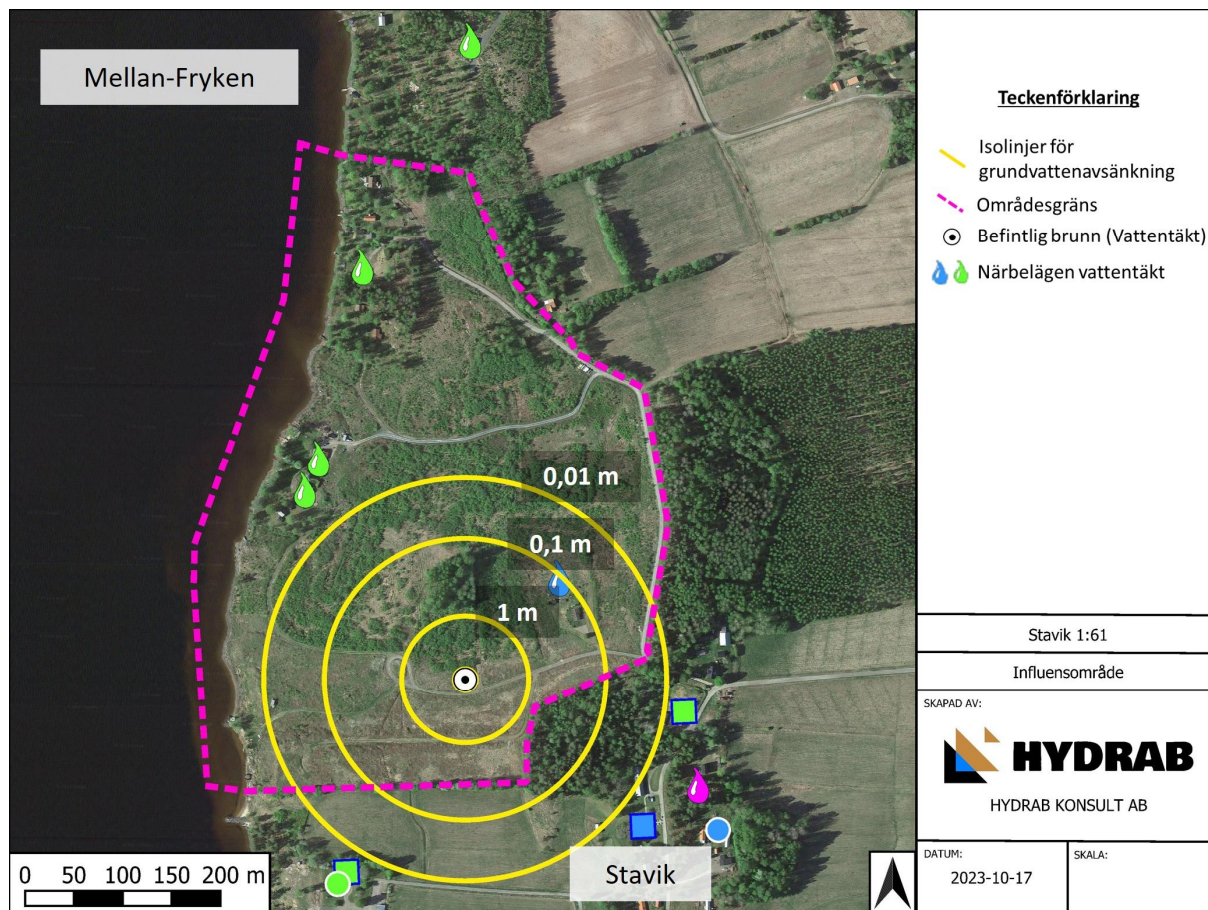 Mellan-Fryken
0,01 m
0,1 m
1 m
Stavik
0 50 100 150 200 m
Teckenförklaring
Isolinjer för
grundvattenavsänkning
Områdesgräns
Befintlig brunn (Vattentäkt)
Närbelägen vattentäkt
Stavik 1:61
Influensområde
SKAPAD AV:
HYDRAB
HYDRAB KONSULT AB
DATUM:
2023-10-17
SKALA: